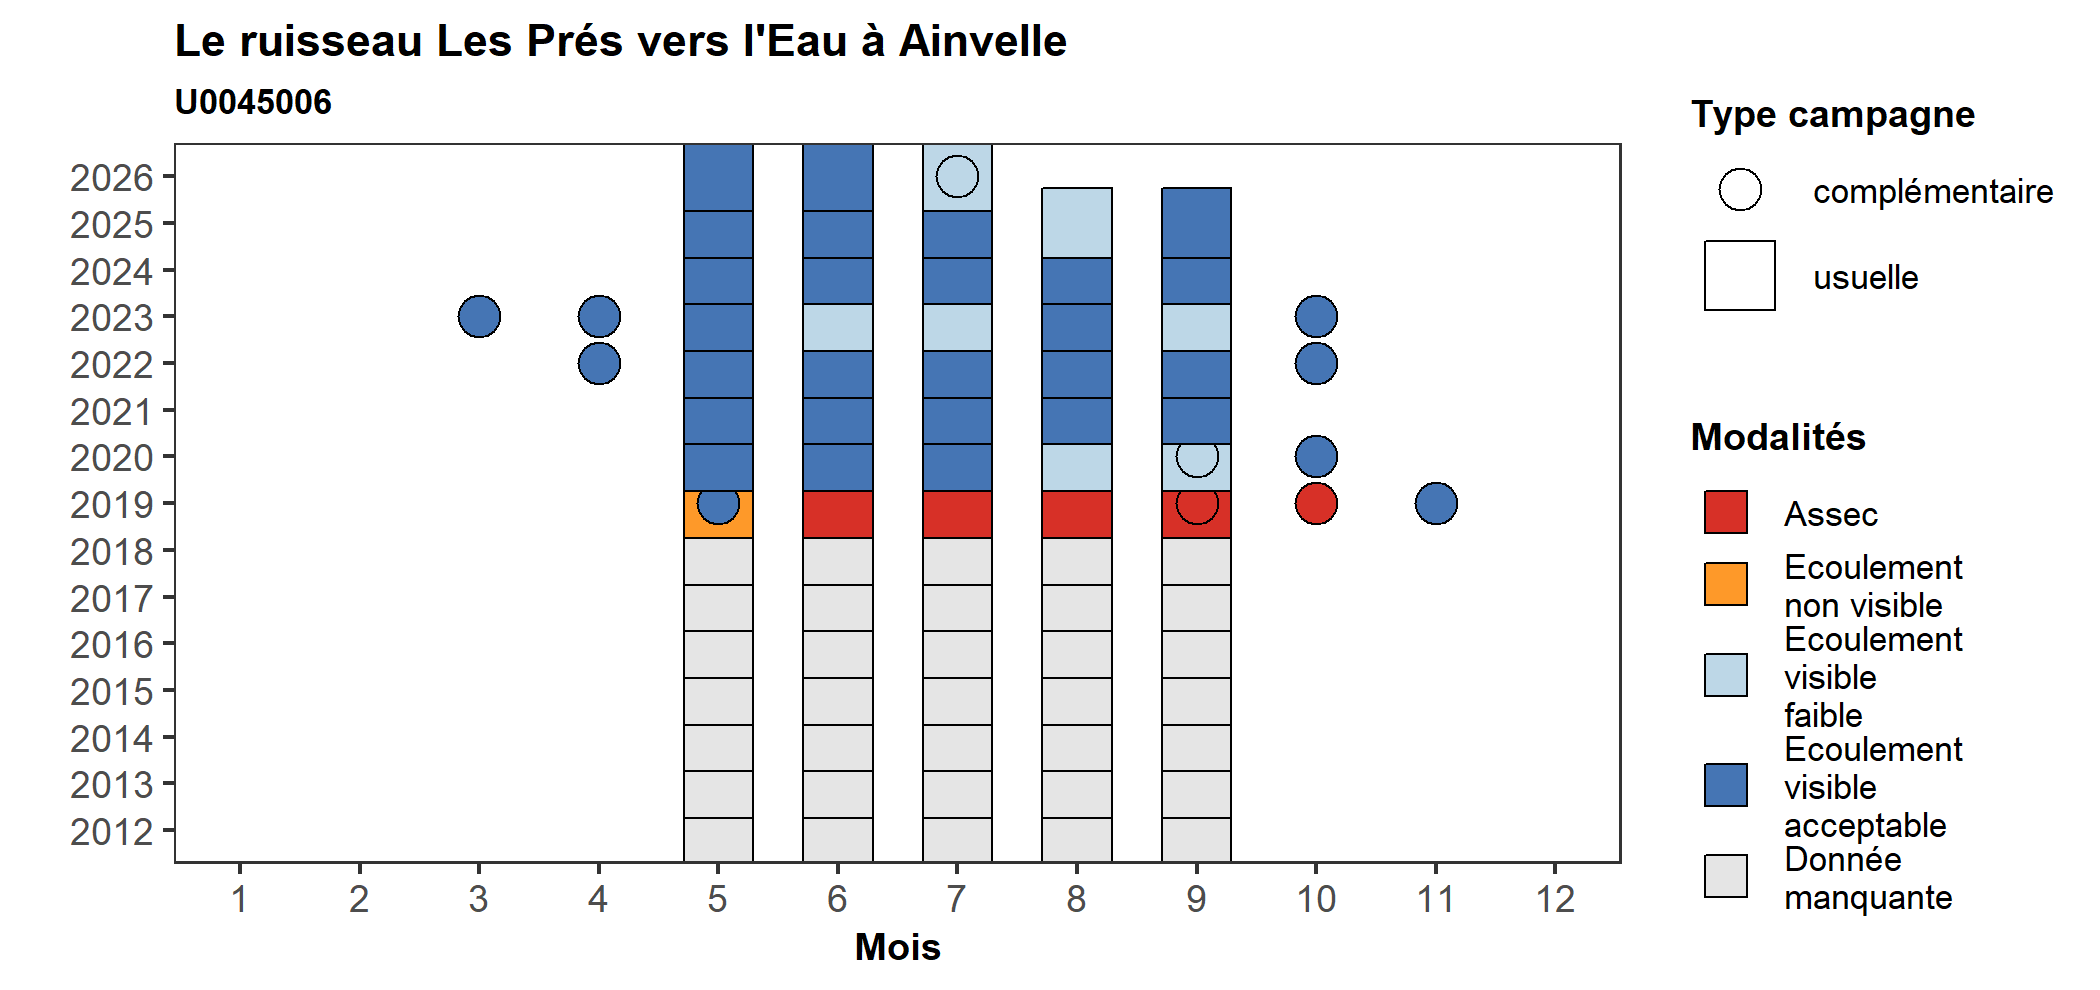 Le ruisseau Les Prés vers l'Eau à Ainvelle
U0045006
2026
2025
2024
2023
2022
2021
2020
2019
2018
2017
2016
2015
2014
2013
2012
1 2 3 4 5 6 7 8 9 10 11 12
Mois
Type campagne
complémentaire
usuelle
Modalités
Assec
Ecoulement
non visible
Ecoulement
visible
faible
Ecoulement
visible
acceptable
Donnée
manquante